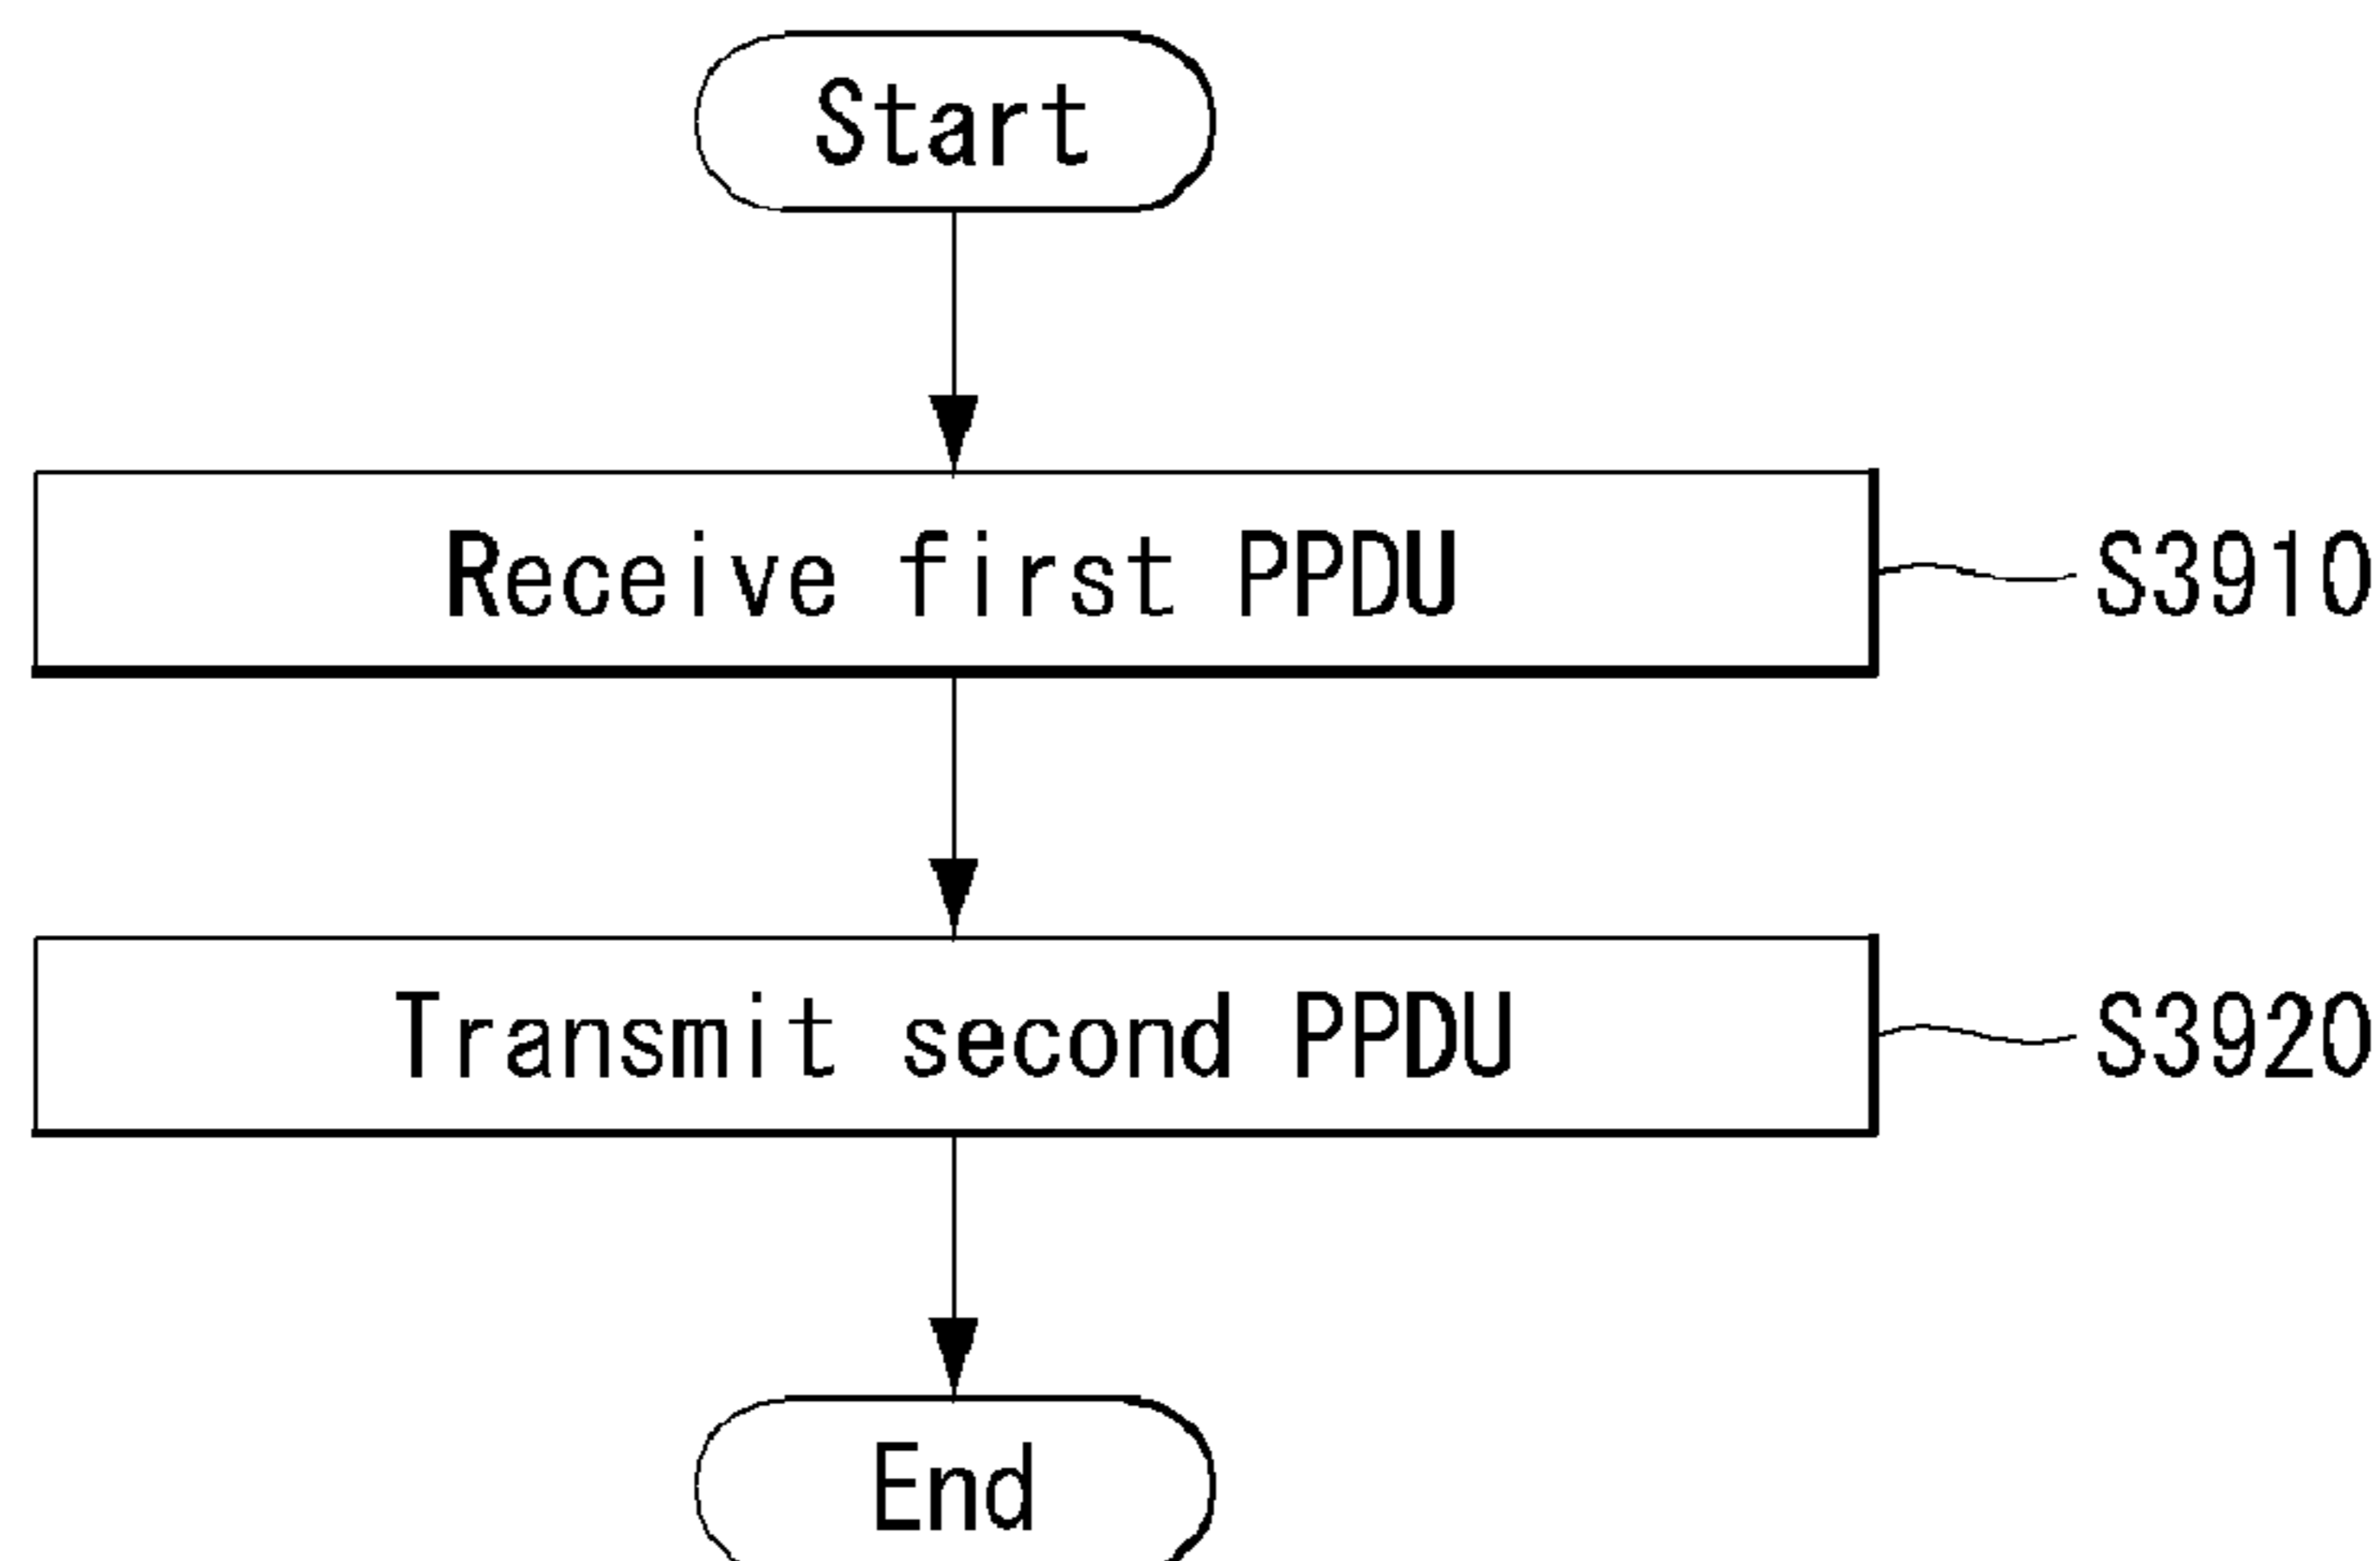 Start
Receive first PPDU
S3910
Transmit second PPDU
S3920
End